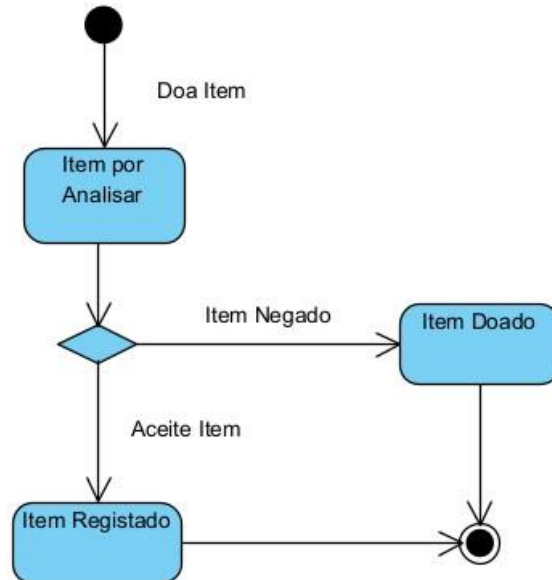 Doa Item
Item por
Analisar
Item Negado
Item Doado
Aceite Item
Item Registado